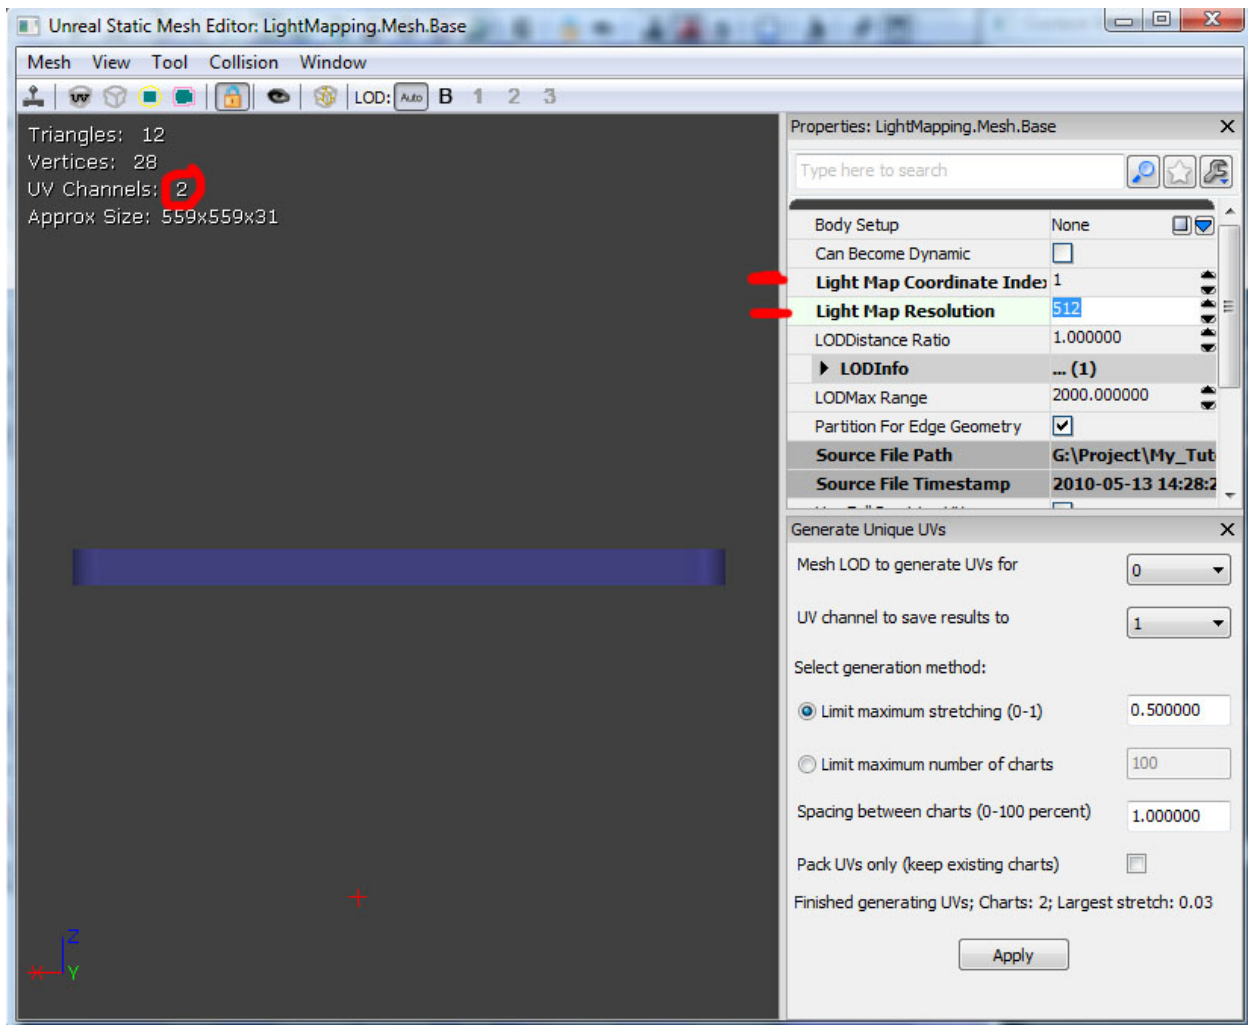 Unreal Static Mesh Editor: LightMapping.Mesh.Base
Mesh View Tool Collision Window
LOD: Auto B 1 2 3
Triangles: 12
Vertices: 28
UV Channels: 2
Approx Size: 559x559x31
Z
X Y
Properties: LightMapping.Mesh.Base
Type here to search
Body Setup None
Can Become Dynamic
Light Map Coordinate Inde 1
Light Map Resolution 512
LODDistance Ratio 1.000000
LODInfo ... (1)
LODMax Range 2000.000000
Partition For Edge Geometry
Source File Path G:\Project\My_Tut
Source File Timestamp 2010-05-13 14:28:2
Generate Unique UVs
Mesh LOD to generate UVs for 0
UV channel to save results to 1
Select generation method:
Limit maximum stretching (0-1) 0.500000
Limit maximum number of charts 100
Spacing between charts (0-100 percent) 1.000000
Pack UVs only (keep existing charts)
Finished generating UVs; Charts: 2; Largest stretch: 0.03
Apply